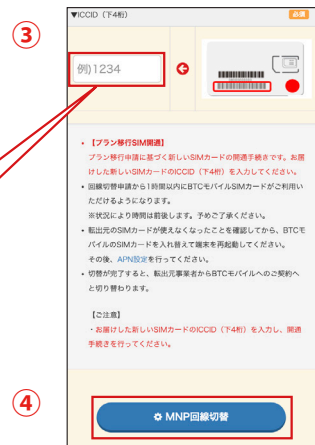 ▼ICCID（下4桁）
必須
③
例)1234
• 【プラン移行SIM開通】
プラン移行申請に基づく新しいSIMカードの開通手続きです。お届
けした新しいSIMカードのICCID（下4桁）を入力してください。
• 回線切替申請から1時間以内にBTCモバイルSIMカードがご利用い
ただけるようになります。
※状況により時間は前後します。予めご了承ください。
• 転出元のSIMカードが使えなくなったことを確認してから、BTCモ
バイルのSIMカードを入れ替えて端末を再起動してください。
その後、APN設定を行ってください。
• 切替が完了すると、転出元事業者からBTCモバイルへのご契約へ
と切り替わります。
【ご注意】
・お届けした新しいSIMカードのICCID（下4桁）を入力し、開通
手続きを行ってください。
④
MNP回線切替